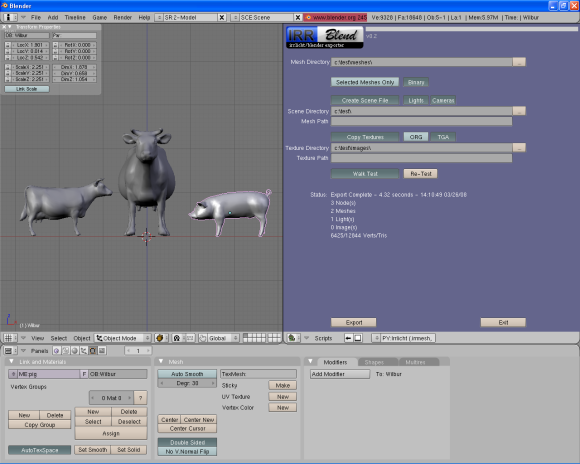 Blender
File Add Timeline Game Render Help SR:2-Model X SCE:Scene X www.blender.org 245 Ve:9328 | Fa:18648 | Ob:5-1 | La:1 | Mem:5.97M | Time: | Wilbur
Transform Properties
OB: Wilbur Par:
LocX: 1.801 RotX: 0.000
LocY: 0.014 RotY: 0.000
LocZ: 0.542 RotZ: 0.000
ScaleX: 2.251 DimX: 1.878
ScaleY: 2.251 DimY: 0.658
ScaleZ: 2.251 DimZ: 1.054
Link Scale
(1) Wilbur
View Select Object Object Mode Global
IRR Blend v0.2
irrlicht/blender exporter
Mesh Directory c:\test\meshes\ ...
Selected Meshes Only Binary
Create Scene File Lights Cameras
Scene Directory c:\test\ ...
Mesh Path
Copy Textures ORG TGA
Texture Directory c:\test\images\ ...
Texture Path
Walk Test Re-Test
Status: Export Complete - 4.32 seconds - 14:10:49 03/28/08
3 Node(s)
2 Meshes
1 Light(s)
0 Image(s)
6425/12844 Verts/Tris
Export Exit
Scripts PV:Irrlicht (.irrmesh,
Panels 1
Link and Materials
ME:pig F OB:Wilbur
Vertex Groups
0 Mat 0 ?
New Delete New Delete
Copy Group Select Deselect
Assign
AutoTexSpace Set Smooth Set Solid
Mesh
Auto Smooth
Degr: 30
TexMesh:
Sticky Make
UV Texture New
Vertex Color New
Center Center New
Center Cursor
Double Sided
No V.Normal Flip
Modifiers Shapes Multires
Add Modifier To: Wilbur